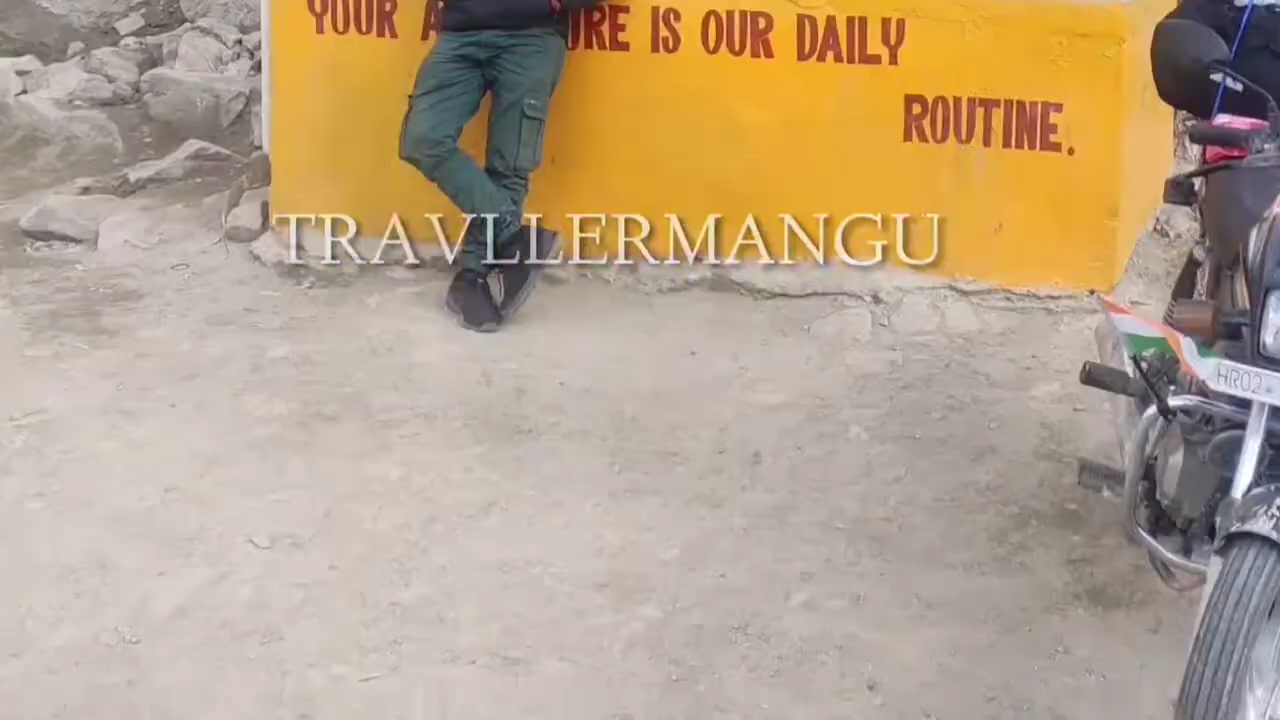 YOUR A URE IS OUR DAILY
ROUTINE.
TRAVLLERMANGU
HR02